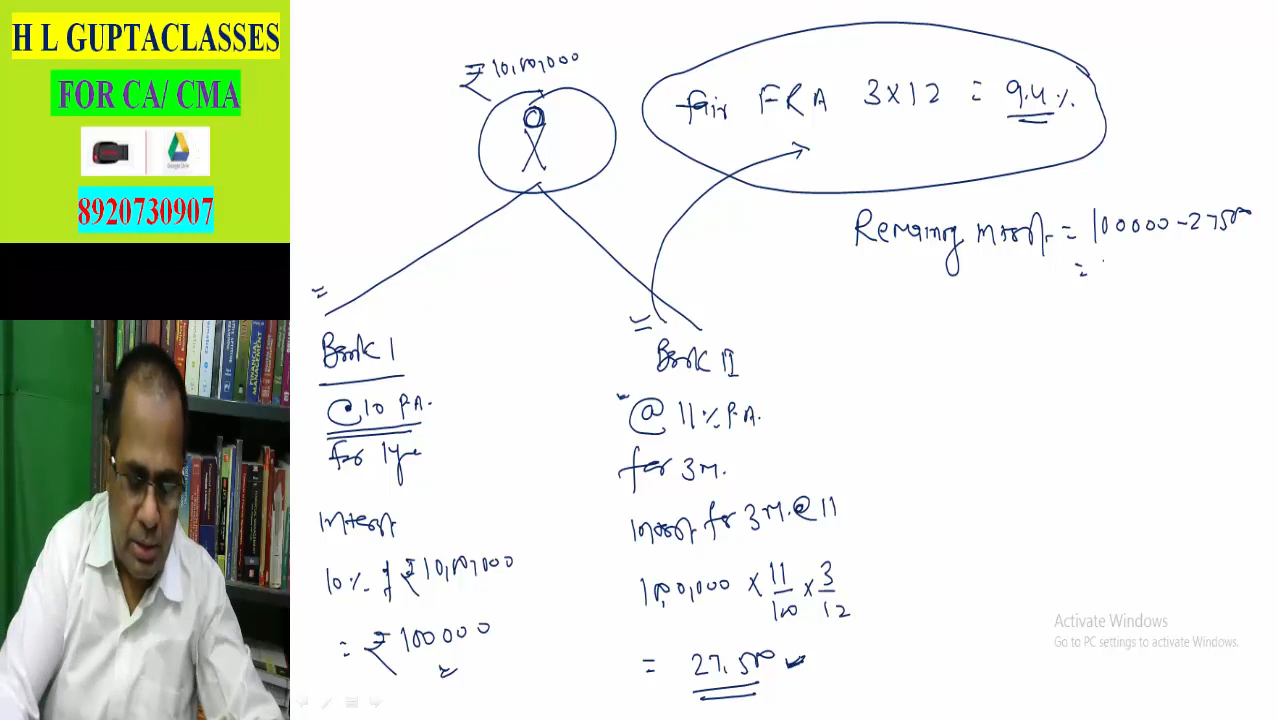 H L GUPTACLASSES
FOR CA/ CMA
8920730907
₹10,00,000
fair FRA 3X12 = 9.4%
Remaining Interest = 100000-27500
=
Bank I
@10 P.A.
for 1 ye
Interest
10% of ₹10,00,000
= ₹100000
Bank II
@ 11% P.A.
for 3 M.
Interest for 3 M. @ 11
10,00,000 X 11/100 X 3/12
= 27,500
Activate Windows
Go to PC settings to activate Windows.